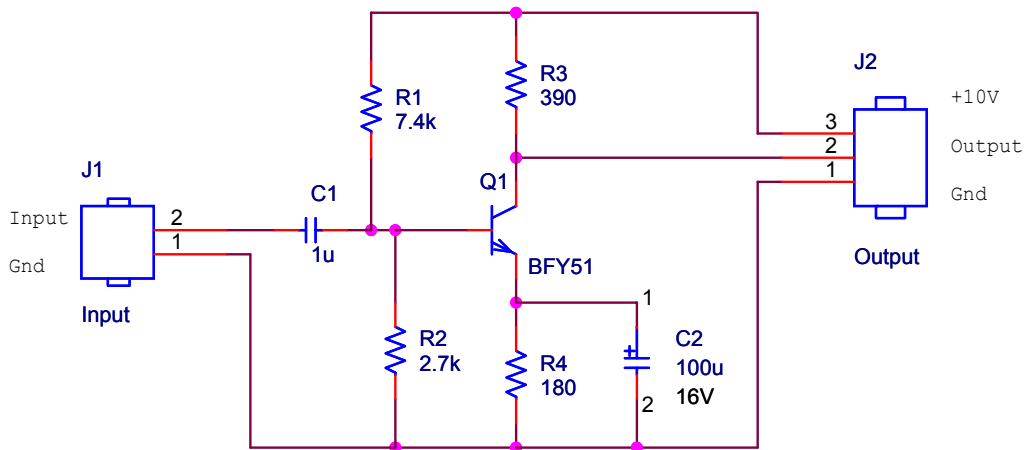 R3
390
J2
+10V
R1
7.4k
3
Output
2
1
J1
C1
Q1
Gnd
Input
2
1
1u
Gnd
BFY51
Output
Input
1
R2
2.7k
R4
180
C2
100u
16V
2